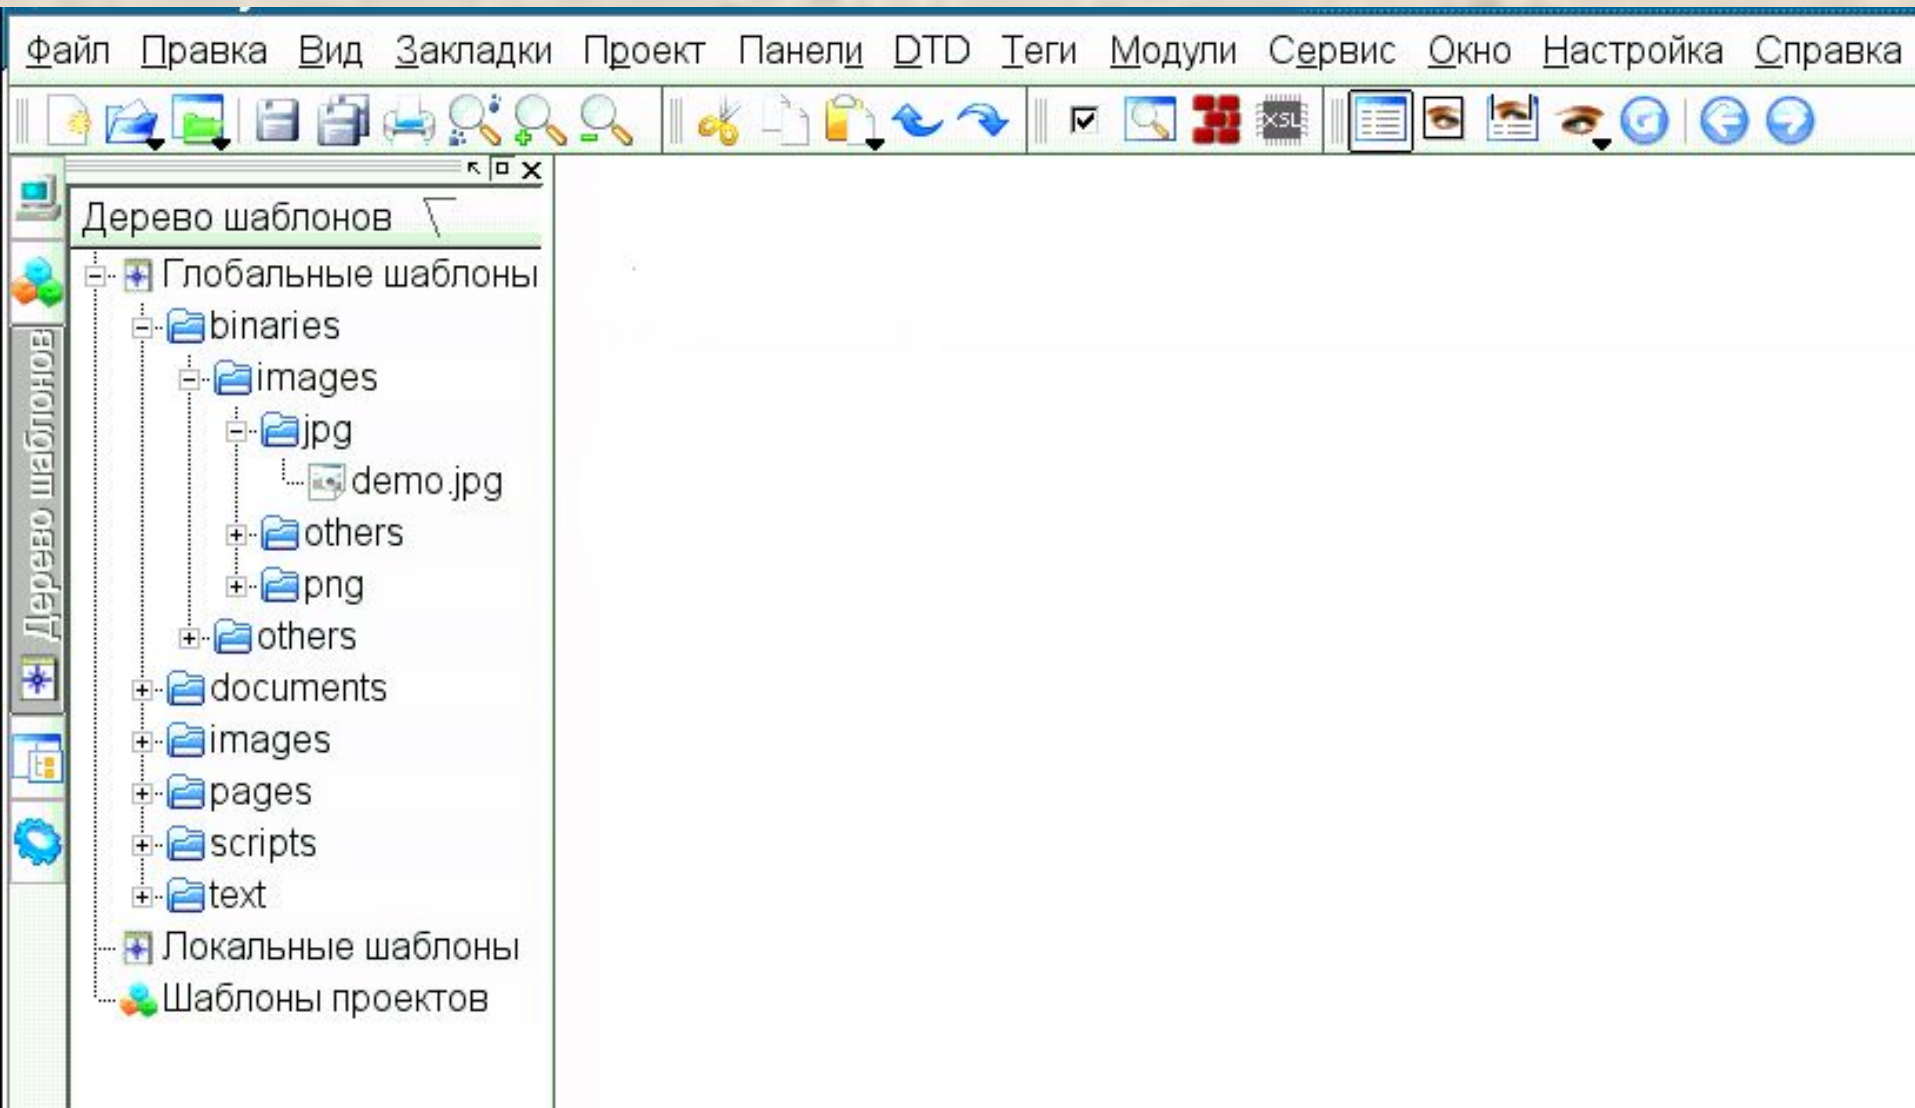 Файл Правка Вид Закладки Проект Панели DTD Теги Модули Сервис Окно Настройка Справка
XSL
Дерево шаблонов
Дерево шаблонов
Глобальные шаблоны
binaries
images
jpg
demo.jpg
others
png
others
documents
images
pages
scripts
text
Локальные шаблоны
Шаблоны проектов